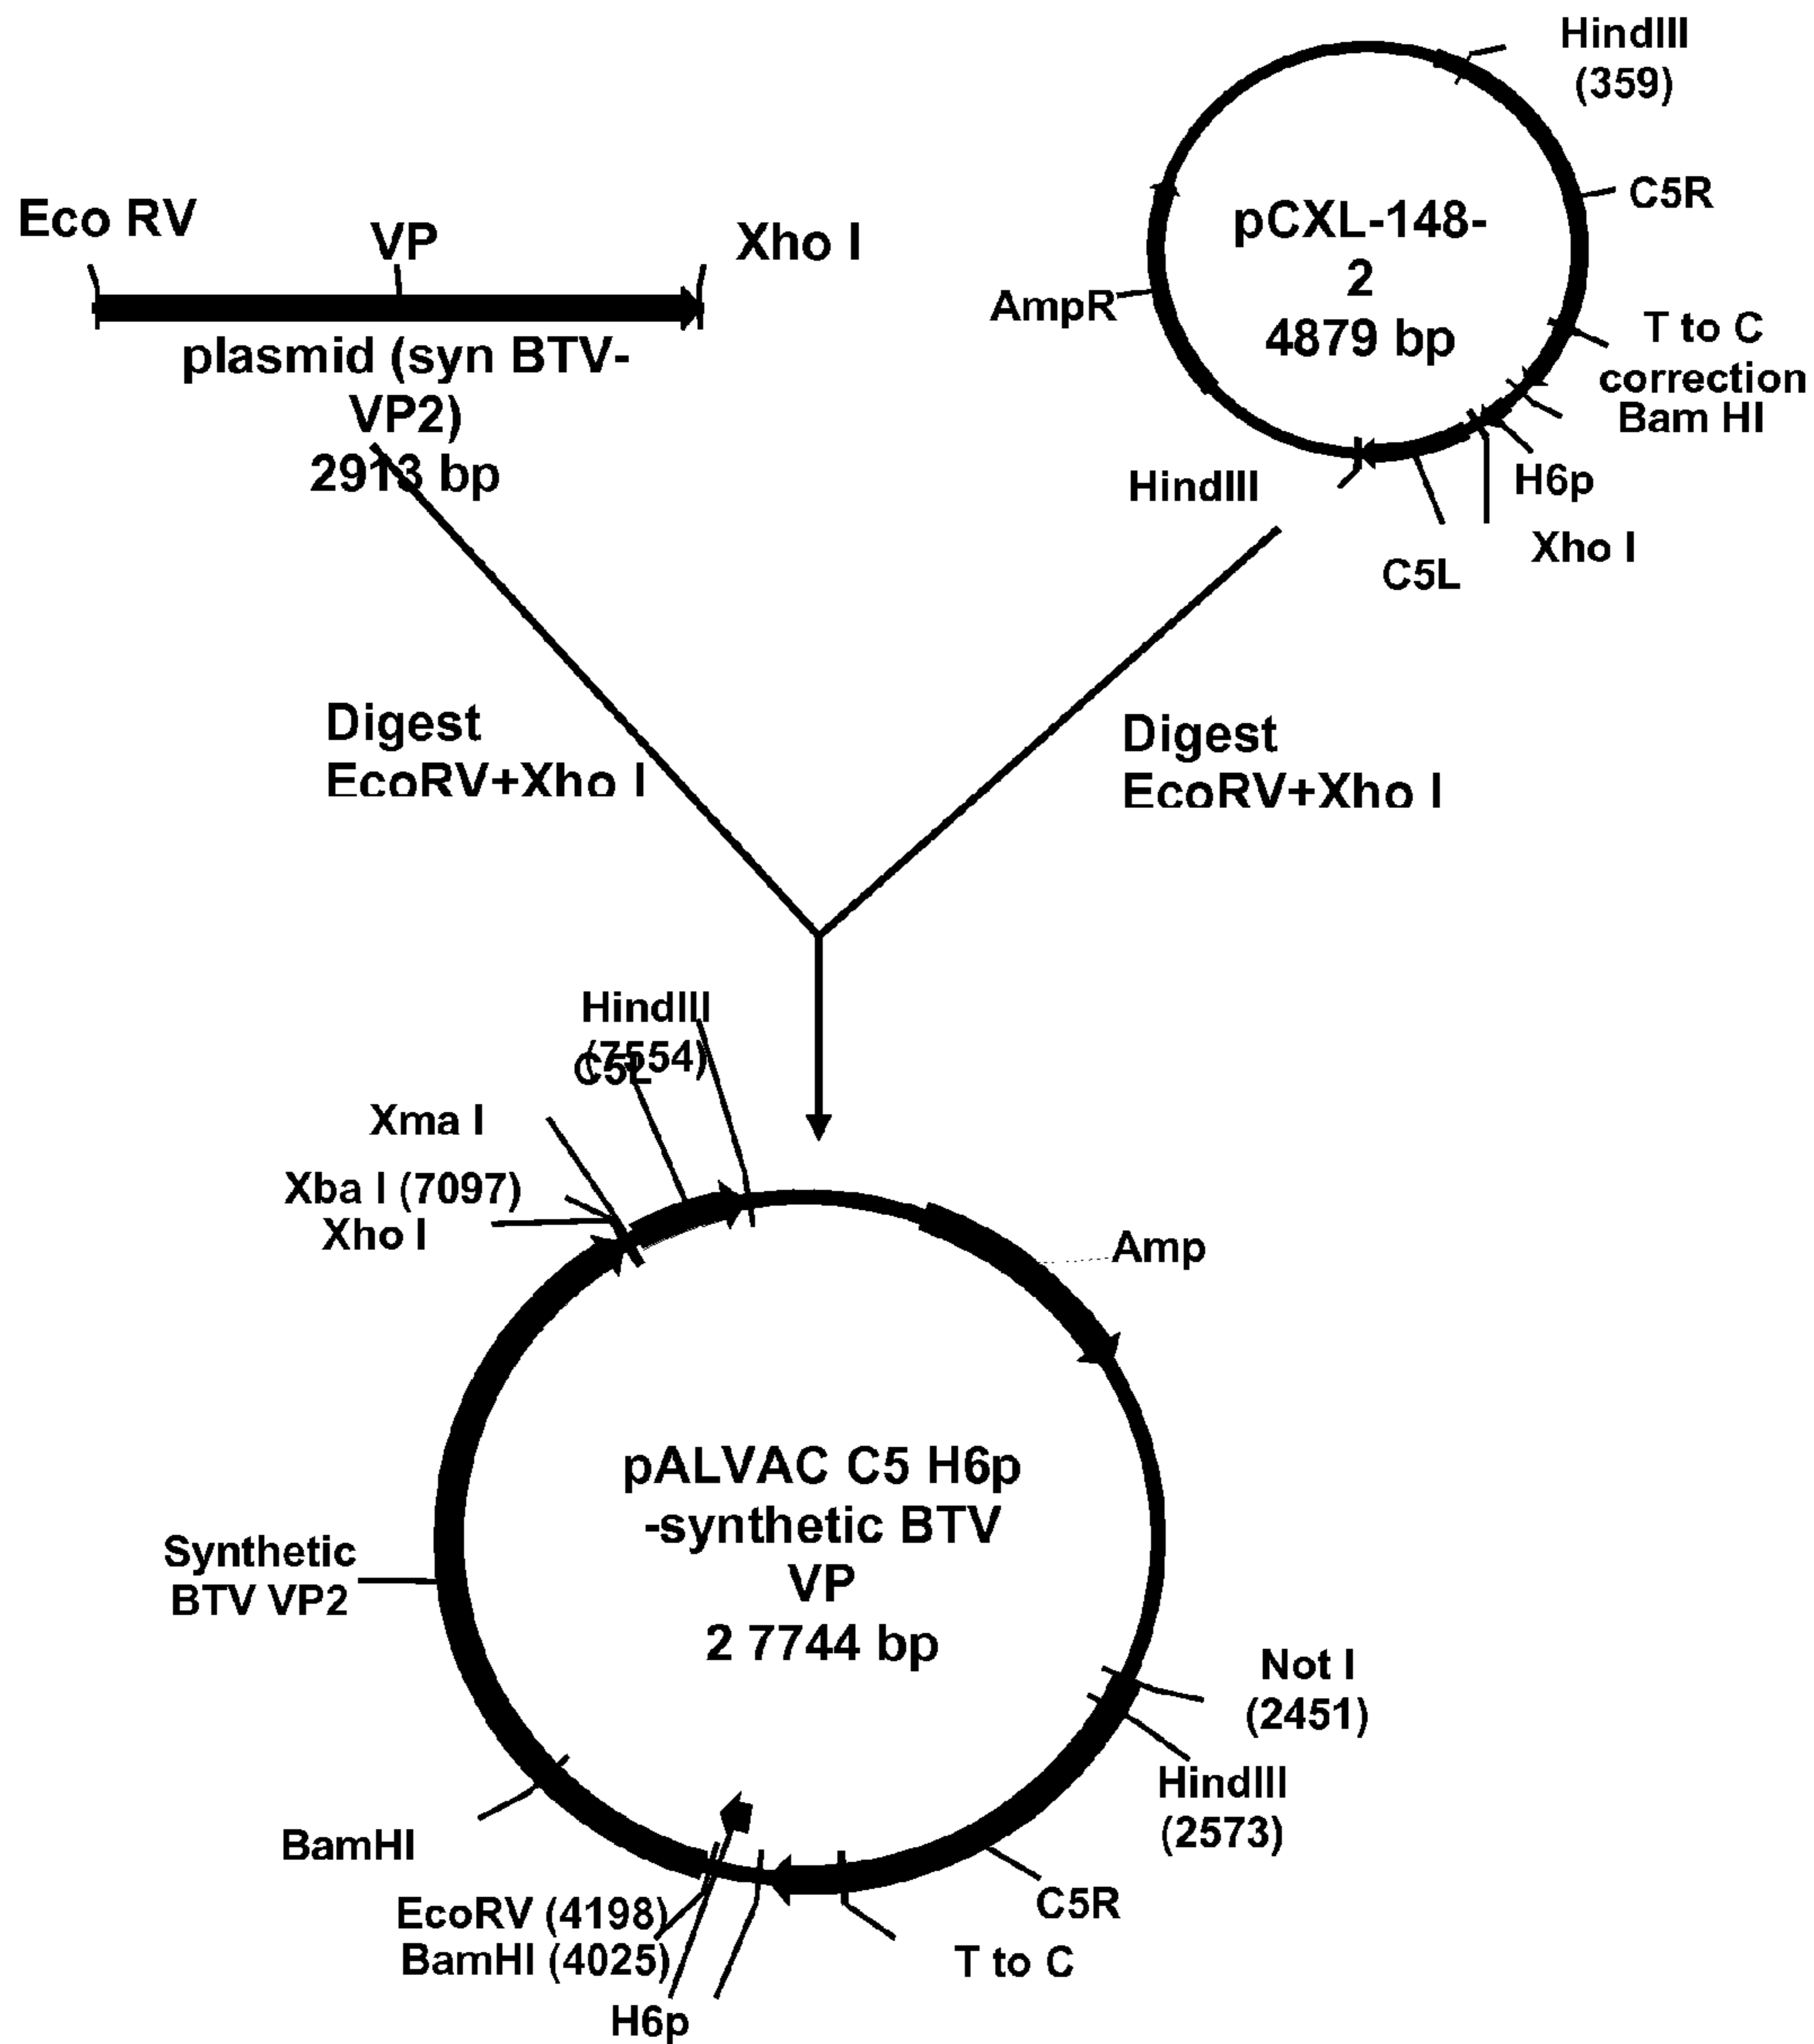 HindIII
(359)
C5R
pCXL-148-
2
4879 bp
AmpR
T to C
correction
Bam HI
H6p
Xho I
C5L
HindIII
Eco RV
VP
Xho I
plasmid (syn BTV-
VP2)
2913 bp
Digest
EcoRV+Xho I
Digest
EcoRV+Xho I
HindIII
(7554)
C5L
Xma I
Xba I (7097)
Xho I
Amp
pALVAC C5 H6p
-synthetic BTV
VP
2 7744 bp
Synthetic
BTV VP2
Not I
(2451)
HindIII
(2573)
BamHI
C5R
EcoRV (4198)
BamHI (4025)
T to C
H6p